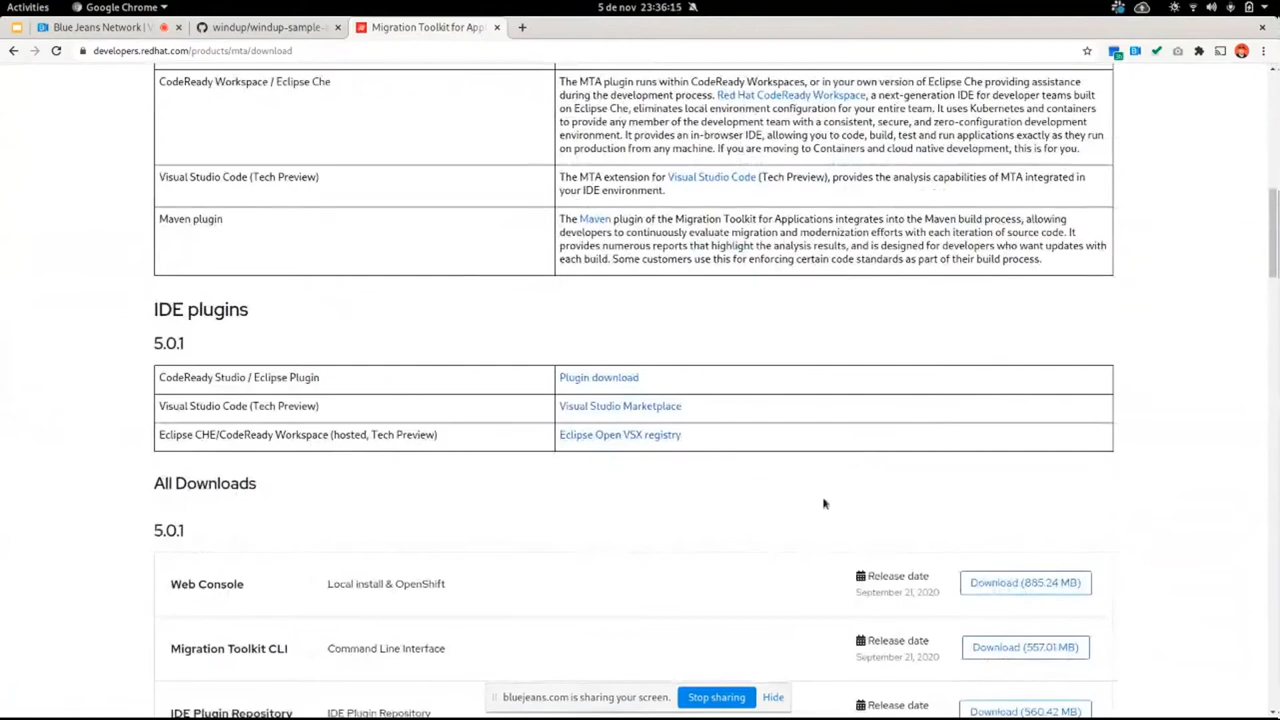 Activities
Google Chrome
5 de nov 23:36:15
Blue Jeans Network | V
windup/windup-sample-
Migration Toolkit for Appl
developers.redhat.com/products/mta/download
CodeReady Workspace / Eclipse Che
The MTA plugin runs within CodeReady Workspaces, or in your own version of Eclipse Che providing assistance
during the development process. Red Hat CodeReady Workspace, a next-generation IDE for developer teams built
on Eclipse Che, eliminates local environment configuration for your entire team. It uses Kubernetes and containers
to provide any member of the development team with a consistent, secure, and zero-configuration development
environment. It provides an in-browser IDE, allowing you to code, build, test and run applications exactly as they run
on production from any machine. If you are moving to Containers and cloud native development, this is for you.
Visual Studio Code (Tech Preview)
The MTA extension for Visual Studio Code (Tech Preview), provides the analysis capabilities of MTA integrated in
your IDE environment.
Maven plugin
The Maven plugin of the Migration Toolkit for Applications integrates into the Maven build process, allowing
developers to continuously evaluate migration and modernization efforts with each iteration of source code. It
provides numerous reports that highlight the analysis results, and is designed for developers who want updates with
each build. Some customers use this for enforcing certain code standards as part of their build process.
IDE plugins
5.0.1
CodeReady Studio / Eclipse Plugin
Plugin download
Visual Studio Code (Tech Preview)
Visual Studio Marketplace
Eclipse CHE/CodeReady Workspace (hosted, Tech Preview)
Eclipse Open VSX registry
All Downloads
5.0.1
Web Console
Local install & OpenShift
Release date
September 21, 2020
Download (885.24 MB)
Migration Toolkit CLI
Command Line Interface
Release date
September 21, 2020
Download (557.01 MB)
IDE Plugin Repository
IDE Plugin Repository
Release date
Download (560.42 MB)
bluejeans.com is sharing your screen.
Stop sharing
Hide